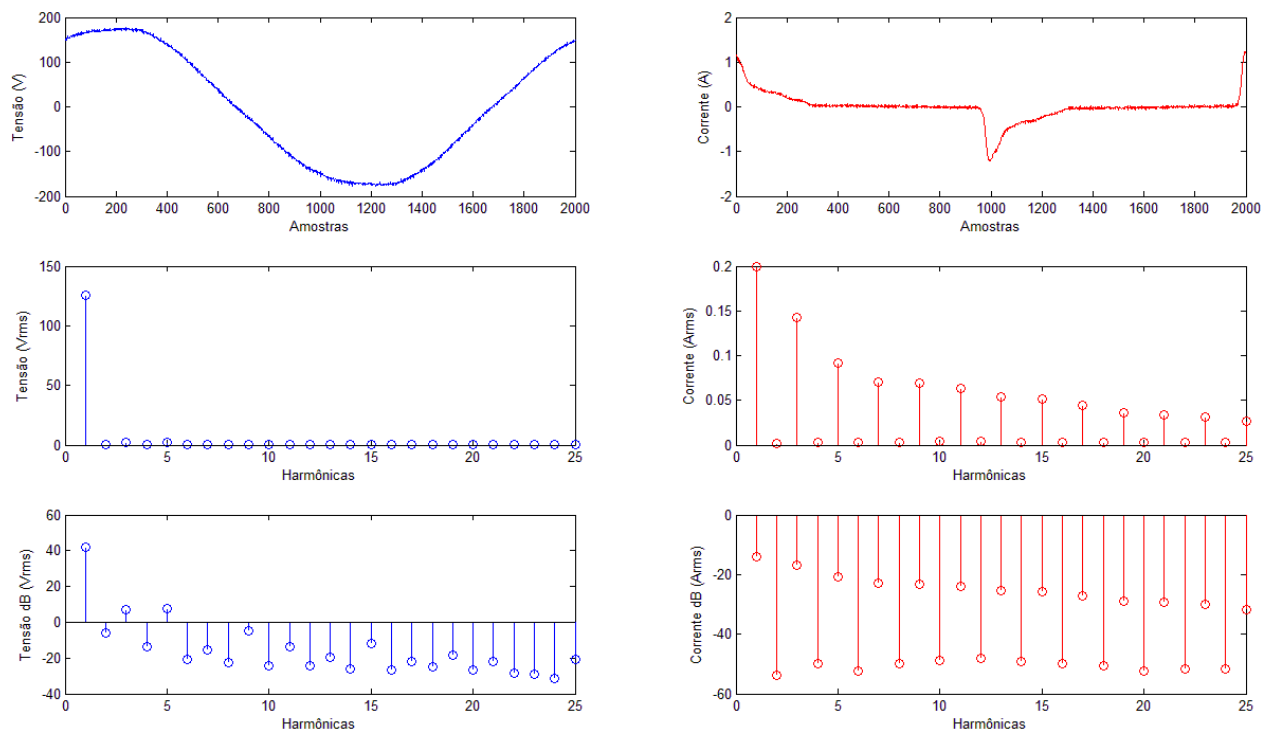 200
100
0
-100
-200
Tensão (V)
0 200 400 600 800 1000 1200 1400 1600 1800 2000
Amostras
2
1
0
-1
-2
Corrente (A)
0 200 400 600 800 1000 1200 1400 1600 1800 2000
Amostras
150
100
50
0
Tensão (Vrms)
0 5 10 15 20 25
Harmônicas
0.2
0.15
0.1
0.05
0
Corrente (Arms)
0 5 10 15 20 25
Harmônicas
60
40
20
0
-20
-40
Tensão dB (Vrms)
0 5 10 15 20 25
Harmônicas
0
-20
-40
-60
Corrente dB (Arms)
0 5 10 15 20 25
Harmônicas